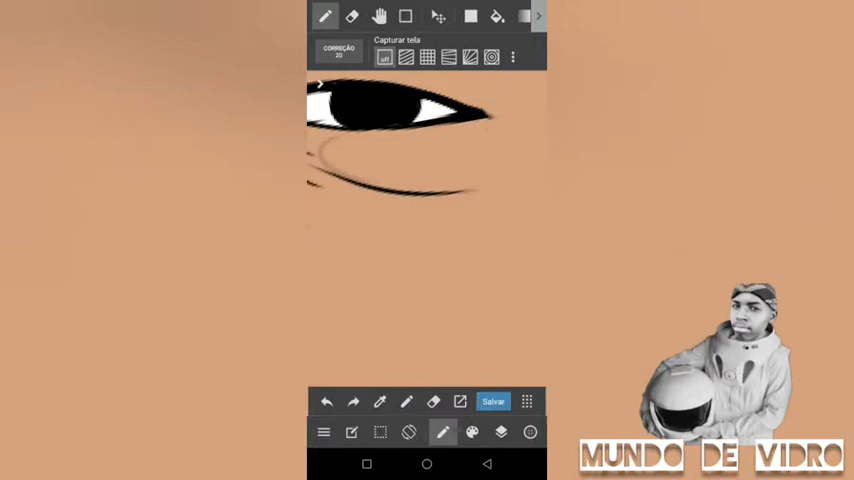 Capturar tela
CORREÇÃO
20
off
Salvar
MUNDO DE VIDRO